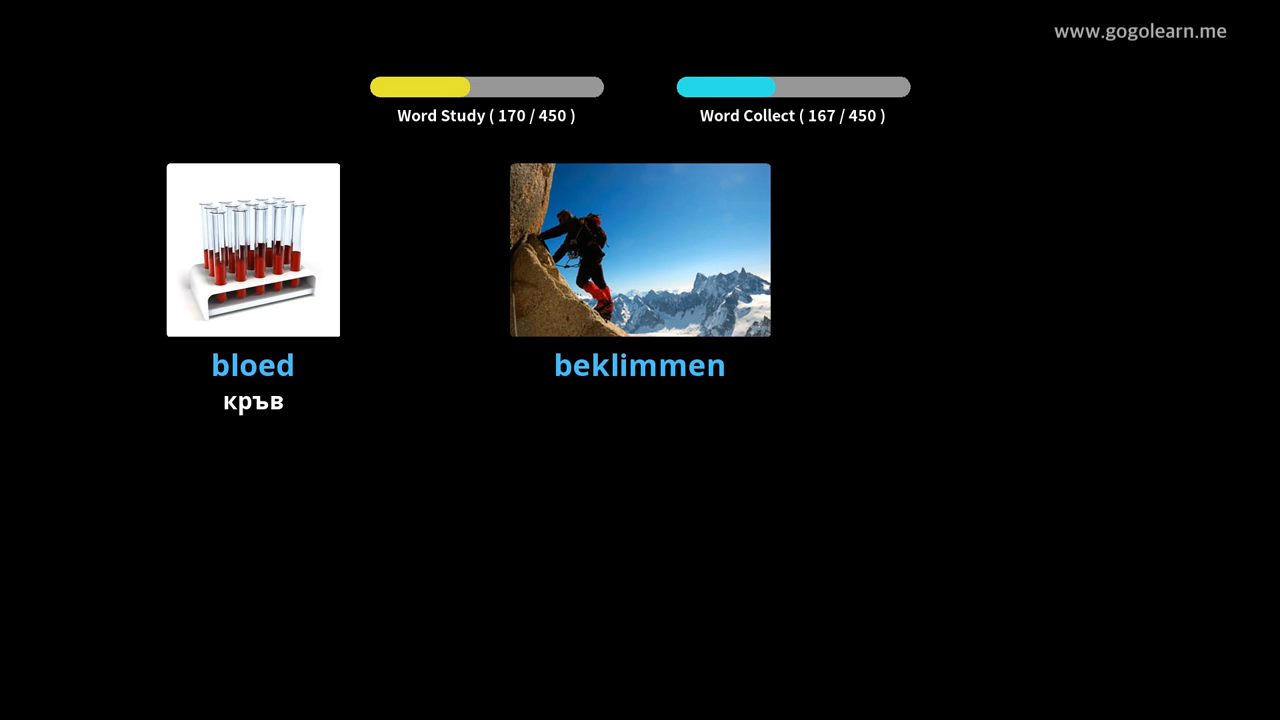 www.gogolearn.me
Word Study ( 170 / 450 )
Word Collect ( 167 / 450 )
bloed
кръв
beklimmen